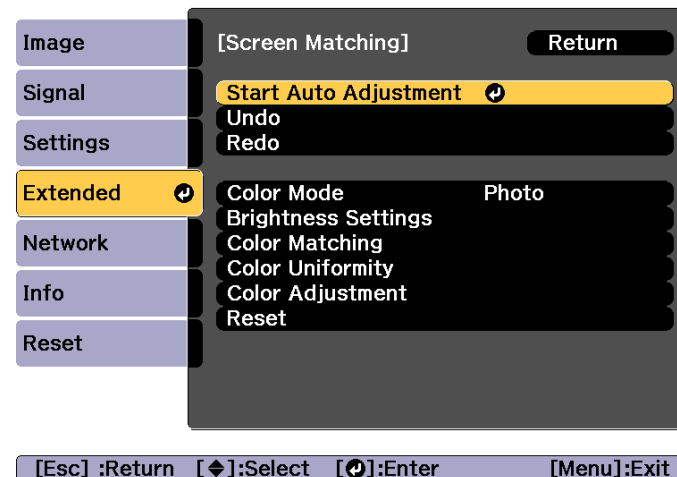 Image
Signal
Settings
Extended
Network
Info
Reset
[Screen Matching] Return
Start Auto Adjustment
Undo
Redo
Color Mode Photo
Brightness Settings
Color Matching
Color Uniformity
Color Adjustment
Reset
[Esc] :Return [◆]:Select [⏎]:Enter [Menu]:Exit